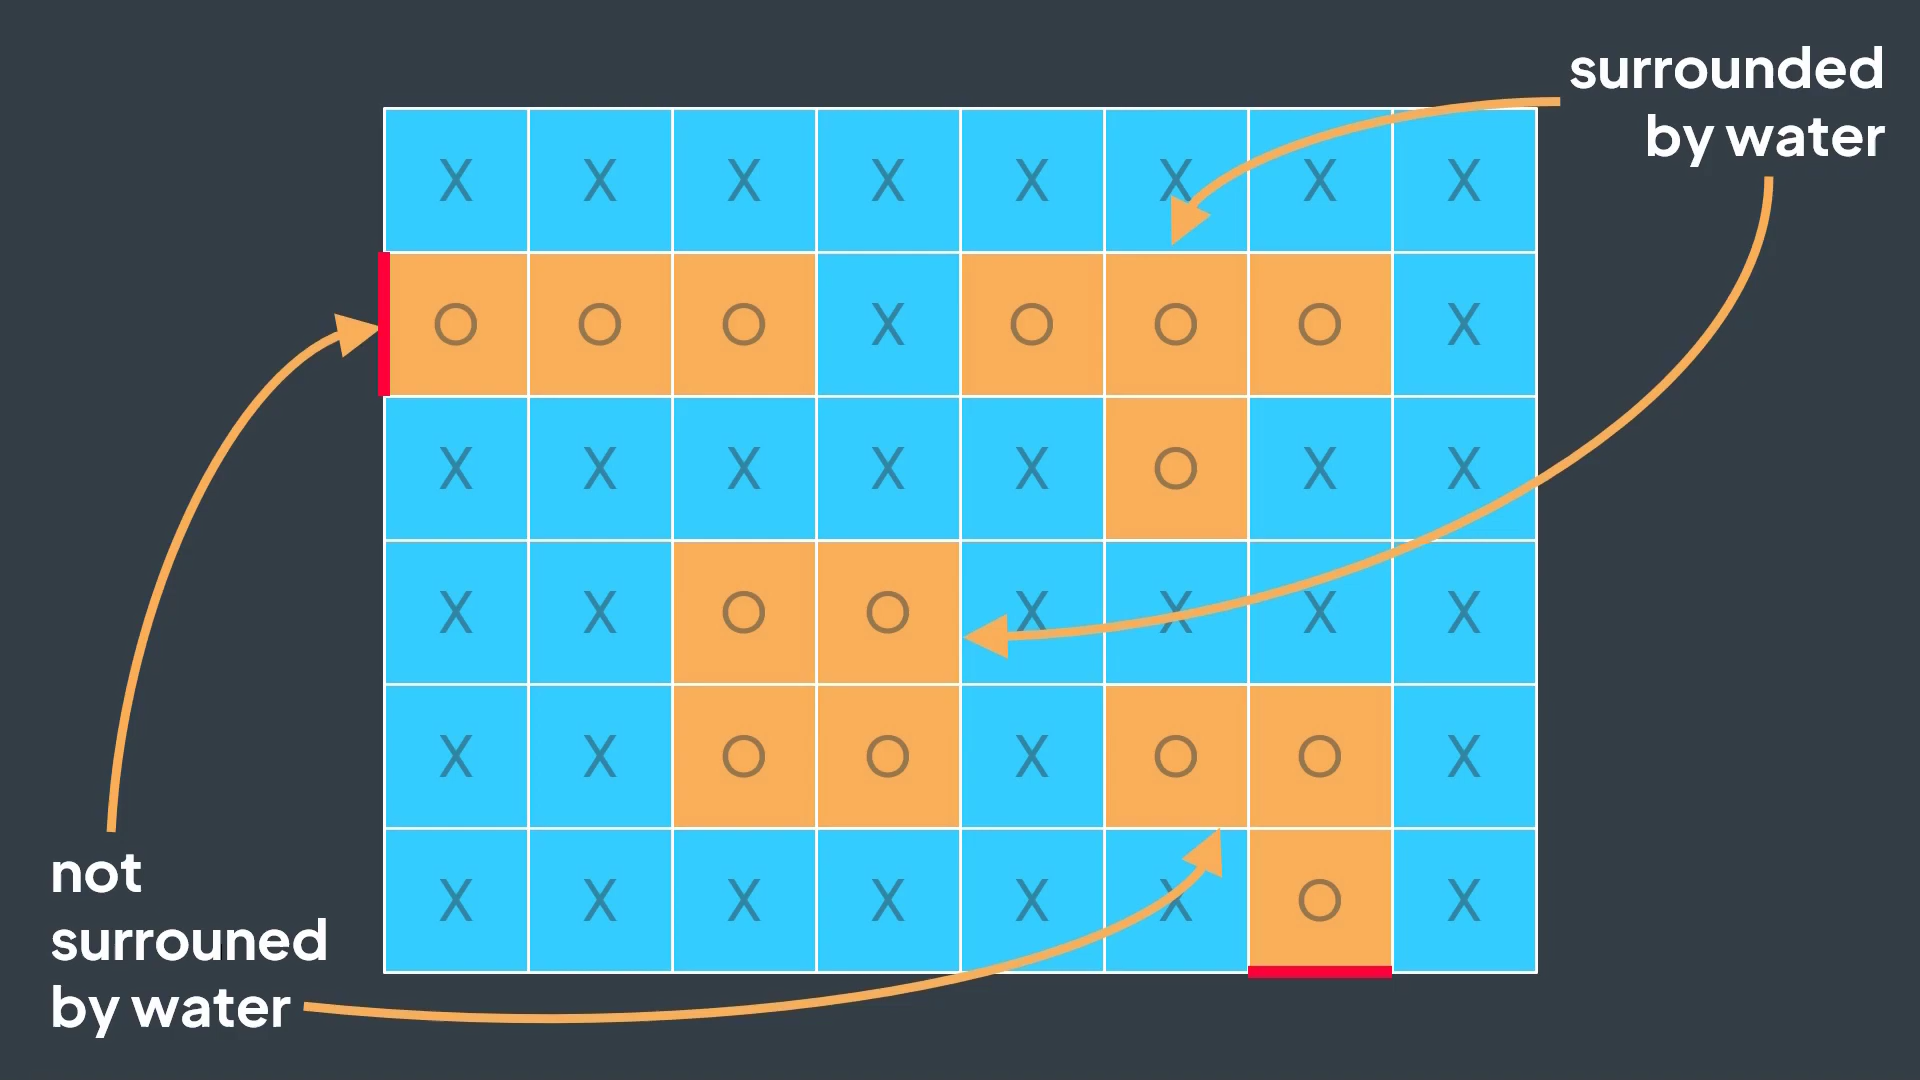 surrounded
by water
X X X X X X X X
O O O X O O O X
X X X X X O X X
X X O O X X X X
X X O O X O O X
X X X X X X O X
not
surrouned
by water